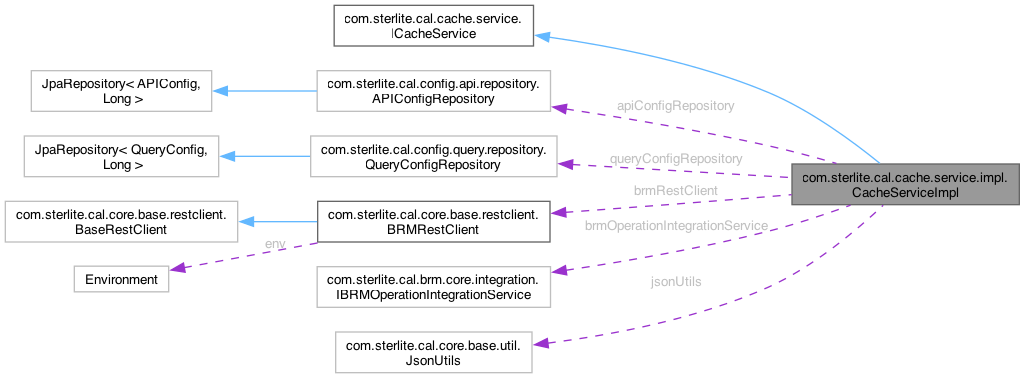 com.sterlite.cal.cache.service.
ICacheService
JpaRepository< APIConfig,
Long >
com.sterlite.cal.config.api.repository.
APIConfigRepository
apiConfigRepository
JpaRepository< QueryConfig,
Long >
com.sterlite.cal.config.query.repository.
QueryConfigRepository
queryConfigRepository
com.sterlite.cal.cache.service.impl.
CacheServiceImpl
brmRestClient
com.sterlite.cal.core.base.restclient.
BaseRestClient
com.sterlite.cal.core.base.restclient.
BRMRestClient
brmOperationIntegrationService
env
Environment
com.sterlite.cal.brm.core.integration.
IBRMOperationIntegrationService
jsonUtils
com.sterlite.cal.core.base.util.
JsonUtils